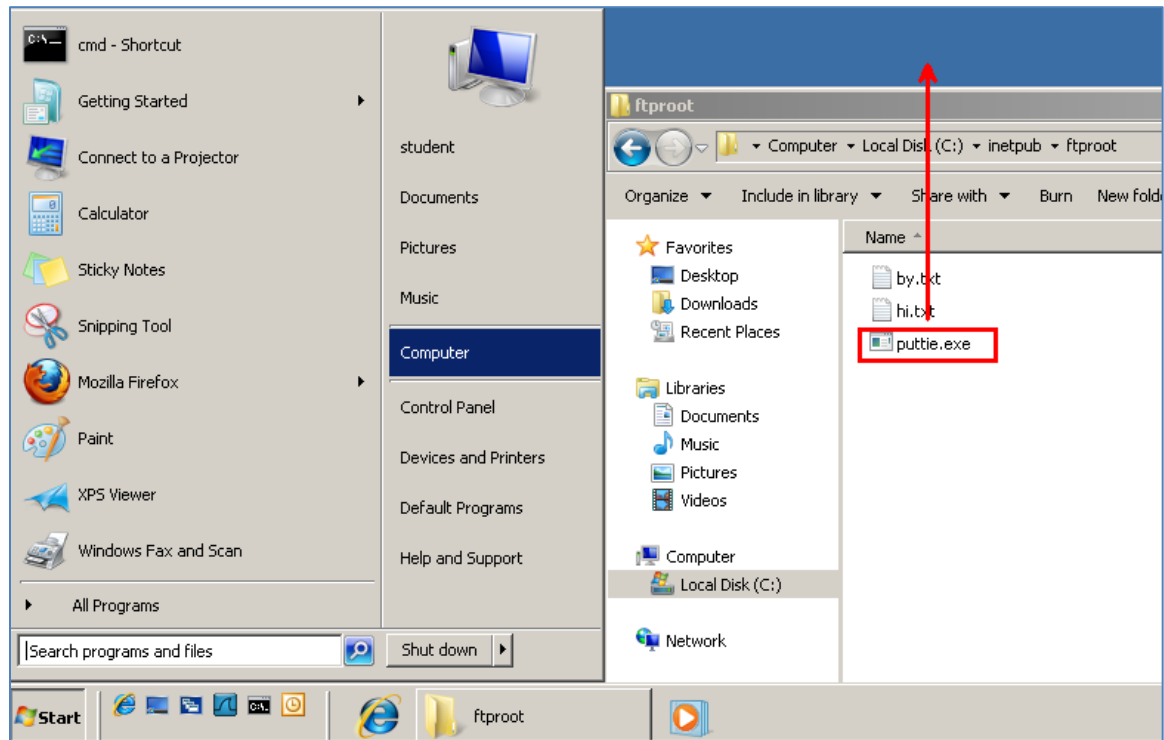 cmd - Shortcut
Getting Started
Connect to a Projector
Calculator
Sticky Notes
Snipping Tool
Mozilla Firefox
Paint
XPS Viewer
Windows Fax and Scan
All Programs
Search programs and files
student
Documents
Pictures
Music
Computer
Control Panel
Devices and Printers
Default Programs
Help and Support
Shut down
ftproot
Computer Local Disk (C:) inetpub ftproot
Organize Include in library Share with Burn New folde
Favorites
Desktop
Downloads
Recent Places
Libraries
Documents
Music
Pictures
Videos
Computer
Local Disk (C:)
Network
Name
by.txt
hi.txt
puttie.exe
Start
ftproot